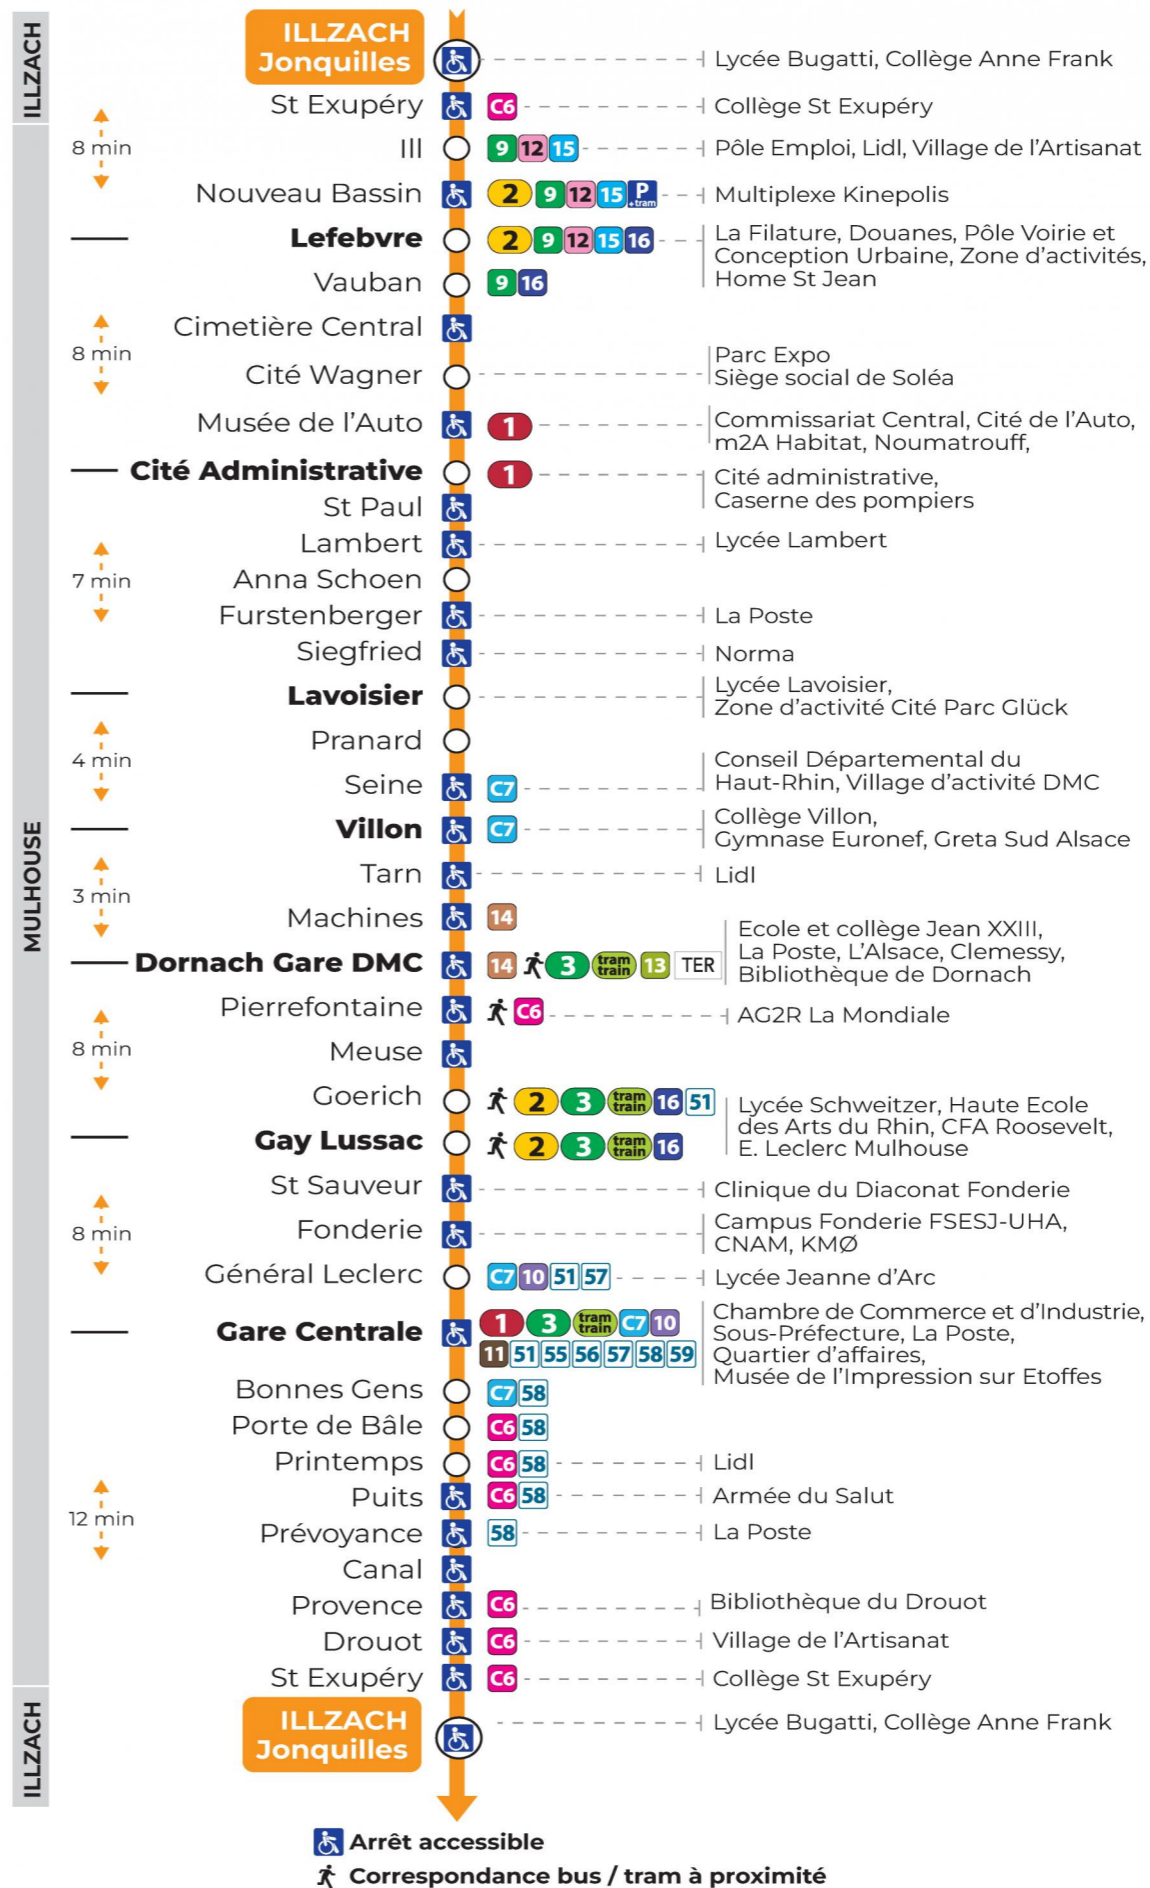 ILLZACH
ILLZACH
Jonquilles
Lycée Bugatti, Collège Anne Frank
St Exupéry C6 Collège St Exupéry
8 min
Ill 9 12 15 Pôle Emploi, Lidl, Village de l'Artisanat
Nouveau Bassin 2 9 12 15 P +tram Multiplexe Kinepolis
Lefebvre 2 9 12 15 16 La Filature, Douanes, Pôle Voirie et
Conception Urbaine, Zone d'activités,
Home St Jean
Vauban 9 16
Cimetière Central
8 min
Cité Wagner Parc Expo
Siège social de Soléa
Musée de l'Auto 1 Commissariat Central, Cité de l'Auto,
m2A Habitat, Noumatrouff,
Cité Administrative 1 Cité administrative,
Caserne des pompiers
St Paul
Lambert Lycée Lambert
7 min
Anna Schoen
Furstenberger La Poste
Siegfried Norma
Lavoisier Lycée Lavoisier,
Zone d'activité Cité Parc Glück
Pranard
4 min
Seine C7 Conseil Départemental du
Haut-Rhin, Village d'activité DMC
MULHOUSE
Villon C7 Collège Villon,
Gymnase Euronef, Greta Sud Alsace
Tarn Lidl
3 min
Machines 14
Dornach Gare DMC 14 3 tram train 13 TER Ecole et collège Jean XXIII,
La Poste, L'Alsace, Clemessy,
Bibliothèque de Dornach
Pierrefontaine C6 AG2R La Mondiale
8 min
Meuse
Goerich 2 3 tram train 16 51 Lycée Schweitzer, Haute Ecole
des Arts du Rhin, CFA Roosevelt,
E. Leclerc Mulhouse
Gay Lussac 2 3 tram train 16
St Sauveur Clinique du Diaconat Fonderie
8 min
Fonderie Campus Fonderie FSESJ-UHA,
CNAM, KMØ
Général Leclerc C7 10 51 57 Lycée Jeanne d'Arc
Gare Centrale 1 3 tram train C7 10
11 51 55 56 57 58 59
Chambre de Commerce et d'Industrie,
Sous-Préfecture, La Poste,
Quartier d'affaires,
Musée de l'Impression sur Etoffes
Bonnes Gens C7 58
Porte de Bâle C6 58
Printemps C6 58 Lidl
Puits C6 58 Armée du Salut
12 min
Prévoyance 58 La Poste
Canal
Provence C6 Bibliothèque du Drouot
Drouot C6 Village de l'Artisanat
St Exupéry C6 Collège St Exupéry
ILLZACH
ILLZACH
Jonquilles
Lycée Bugatti, Collège Anne Frank
Arrêt accessible
Correspondance bus / tram à proximité